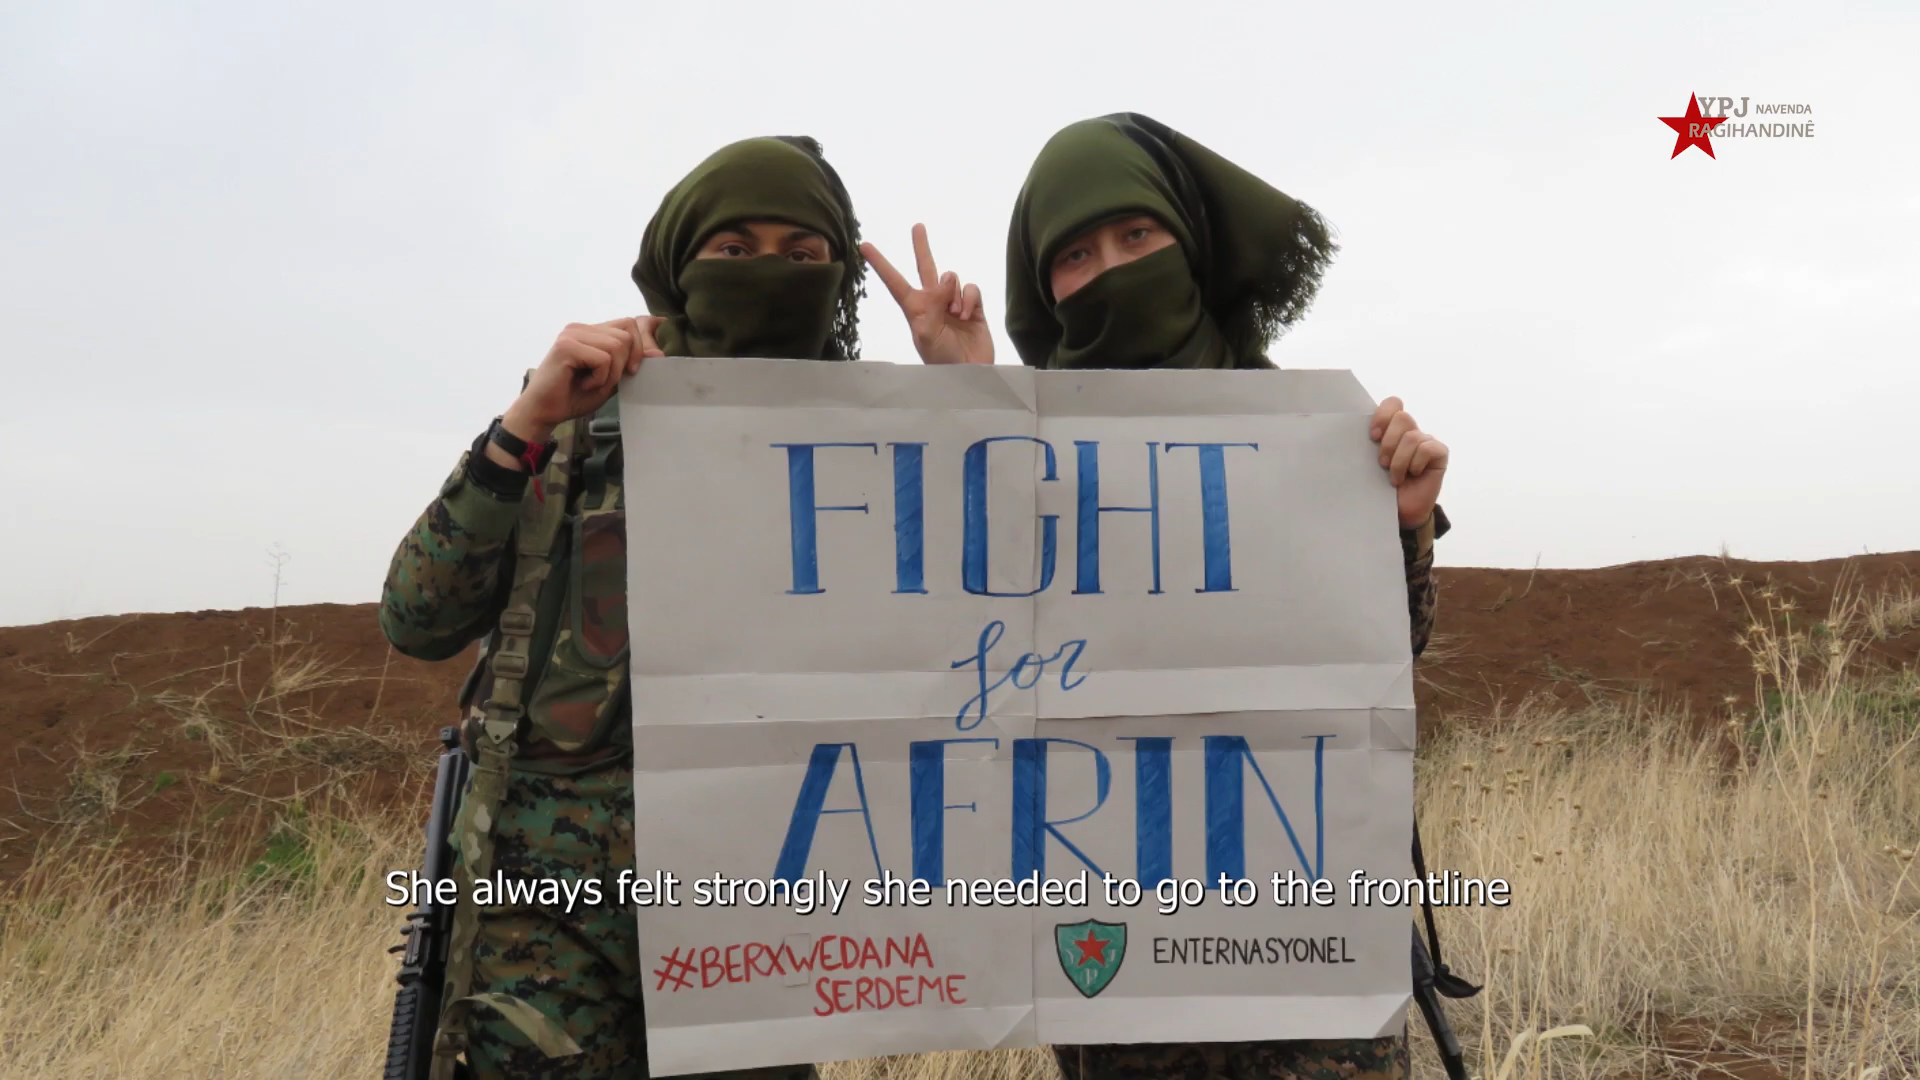 YPJ NAVENDA
RAGIHANDINÊ
FIGHT
for
AFRIN
She always felt strongly she needed to go to the frontline
#BERXWEDANA
SERDEME
YPJ
ENTERNASYONEL